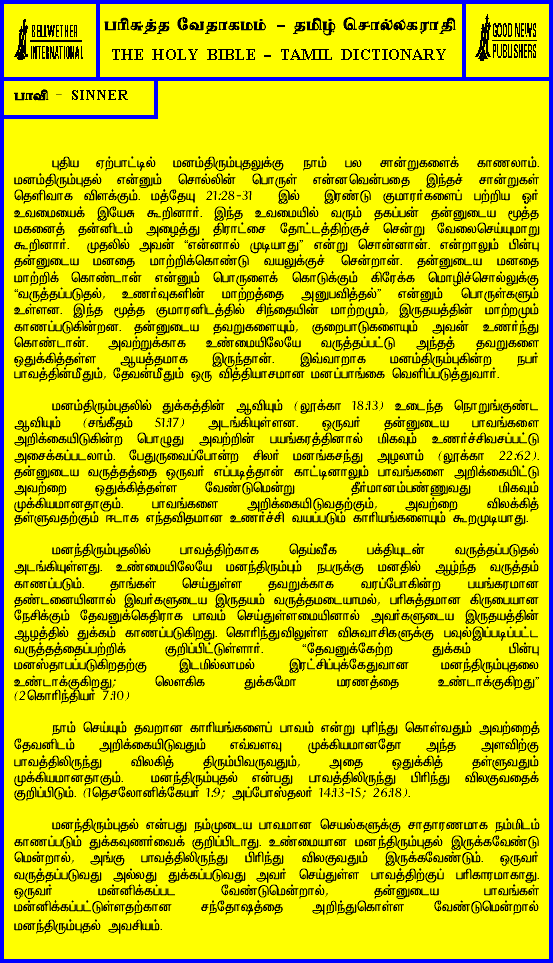 BELLWETHER
INTERNATIONAL
பரிசுத்த வேதாகமம் – தமிழ் சொல்லகராதி
THE HOLY BIBLE – TAMIL DICTIONARY
GOOD NEWS
PUBLISHERS
பாவி – SINNER
புதிய ஏற்பாட்டில் மனம்திரும்புதலுக்கு நாம் பல சான்றுகளைக் காணலாம்.
மனம்திரும்புதல் என்னும் சொல்லின் பொருள் என்னவென்பதை இந்தச் சான்றுகள்
தெளிவாக விளக்கும். மத்தேயு 21:28-31 இல் இரண்டு குமாரர்களைப் பற்றிய ஓர்
உவமையைக் இயேசு கூறினார். இந்த உவமையில் வரும் தகப்பன் தன்னுடைய மூத்த
மகனைத் தன்னிடம் அழைத்து திராட்சை தோட்டத்திற்குச் சென்று வேலைசெய்யுமாறு
கூறினார். முதலில் அவன் “என்னால் முடியாது” என்று சொன்னான். என்றாலும் பின்பு
தன்னுடைய மனதை மாற்றிக்கொண்டு வயலுக்குச் சென்றான். தன்னுடைய மனதை
மாற்றிக் கொண்டான் என்னும் பொருளைக் கொடுக்கும் கிரேக்க மொழிச்சொல்லுக்கு
“வருத்தப்படுதல், உணர்வுகளின் மாற்றத்தை அனுபவித்தல்” என்னும் பொருள்களும்
உள்ளன. இந்த மூத்த குமாரனிடத்தில் சிந்தையின் மாற்றமும், இருதயத்தின் மாற்றமும்
காணப்படுகின்றன. தன்னுடைய தவறுகளையும், குறைபாடுகளையும் அவன் உணர்ந்து
கொண்டான். அவற்றுக்காக உண்மையிலேயே வருத்தப்பட்டு அந்தத் தவறுகளை
ஒதுக்கித்தள்ள ஆயத்தமாக இருந்தான். இவ்வாறாக மனம்திரும்புகின்ற நபர்
பாவத்தின்மீதும், தேவன்மீதும் ஒரு வித்தியாசமான மனப்பாங்கை வெளிப்படுத்துவார்.
மனம்திரும்புதலில் துக்கத்தின் ஆவியும் (லூக்கா 18:13) உடைந்த நொறுங்குண்ட
ஆவியும் (சங்கீதம் 51:17) அடங்கியுள்ளன. ஒருவர் தன்னுடைய பாவங்களை
அறிக்கையிடுகின்ற பொழுது அவற்றின் பயங்கரத்தினால் மிகவும் உணர்ச்சிவசப்பட்டு
அசைக்கப்படலாம். பேதுருவைப்போன்ற சிலர் மனங்கசந்து அழலாம் (லூக்கா 22:62).
தன்னுடைய வருத்தத்தை ஒருவர் எப்படித்தான் காட்டினாலும் பாவங்களை அறிக்கையிட்டு
அவற்றை ஒதுக்கித்தள்ள வேண்டுமென்று தீர்மானம்பண்ணுவது மிகவும்
முக்கியமானதாகும். பாவங்களை அறிக்கையிடுவதற்கும், அவற்றை விலக்கித்
தள்ளுவதற்கும் ஈடாக எந்தவிதமான உணர்ச்சி வயப்படும் காரியங்களையும் கூறமுடியாது.
மனந்திரும்புதலில் பாவத்திற்காக தெய்வீக பக்தியுடன் வருத்தப்படுதல்
அடங்கியுள்ளது. உண்மையிலேயே மனந்திரும்பும் நபருக்கு மனதில் ஆழ்ந்த வருத்தம்
காணப்படும். தாங்கள் செய்துள்ள தவறுக்காக வரப்போகின்ற பயங்கரமான
தண்டனையினால் இவர்களுடைய இருதயம் வருத்தமடையாமல், பரிசுத்தமான கிருபையான
நேசிக்கும் தேவனுக்கெதிராக பாவம் செய்துள்ளமையினால் அவர்களுடைய இருதயத்தின்
ஆழத்தில் துக்கம் காணப்படுகிறது. கொரிந்துவிலுள்ள விசுவாசிகளுக்கு பவுல்இப்படிப்பட்ட
வருத்தத்தைப்பற்றிக் குறிப்பிட்டுள்ளார். “தேவனுக்கேற்ற துக்கம் பின்பு
மனஸ்தாபப்படுகிறதற்கு இடமில்லாமல் இரட்சிப்புக்கேதுவான மனந்திரும்புதலை
உண்டாக்குகிறது; லௌகிக துக்கமோ மரணத்தை உண்டாக்குகிறது”
(2கொரிந்தியர் 7:10)
நாம் செய்யும் தவறான காரியங்களைப் பாவம் என்று புரிந்து கொள்வதும் அவற்றைத்
தேவனிடம் அறிக்கையிடுவதும் எவ்வளவு முக்கியமானதோ அந்த அளவிற்கு
பாவத்திலிருந்து விலகித் திரும்பிவருவதும், அதை ஒதுக்கித் தள்ளுவதும்
முக்கியமானதாகும். மனந்திரும்புதல் என்பது பாவத்திலிருந்து பிரிந்து விலகுவதைக்
குறிப்பிடும். (1தெசலோனிக்கேயர் 1:9; அப்போஸ்தலர் 14:13-15; 26:18).
மனந்திரும்புதல் என்பது நம்முடைய பாவமான செயல்களுக்கு சாதாரணமாக நம்மிடம்
காணப்படும் துக்கவுணர்வைக் குறிப்பிடாது. உண்மையான மனந்திரும்புதல் இருக்கவேண்டு
மென்றால், அங்கு பாவத்திலிருந்து பிரிந்து விலகுவதும் இருக்கவேண்டும். ஒருவர்
வருத்தப்படுவது அல்லது துக்கப்படுவது அவர் செய்துள்ள பாவத்திற்குப் பரிகாரமாகாது.
ஒருவர் மன்னிக்கப்பட வேண்டுமென்றால், தன்னுடைய பாவங்கள்
மன்னிக்கப்பட்டுள்ளதற்கான சந்தோஷத்தை அறிந்துகொள்ள வேண்டுமென்றால்
மனந்திரும்புதல் அவசியம்.